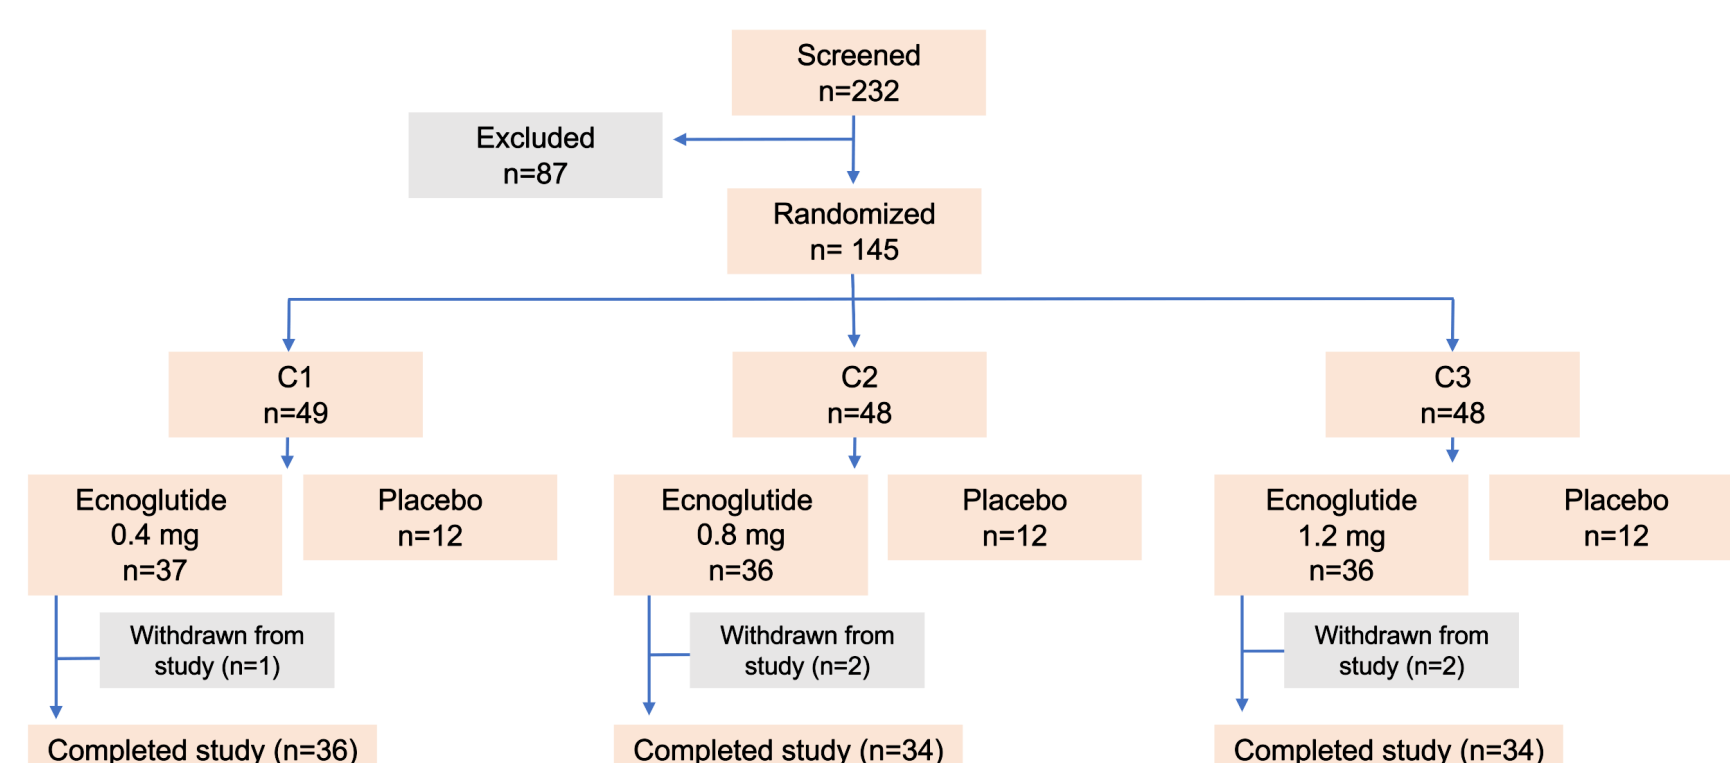 Screened
n=232
Excluded
n=87
Randomized
n= 145
C1
n=49
C2
n=48
C3
n=48
Ecnoglutide
0.4 mg
n=37
Placebo
n=12
Ecnoglutide
0.8 mg
n=36
Placebo
n=12
Ecnoglutide
1.2 mg
n=36
Placebo
n=12
Withdrawn from
study (n=1)
Withdrawn from
study (n=2)
Withdrawn from
study (n=2)
Completed study (n=36)
Completed study (n=34)
Completed study (n=34)